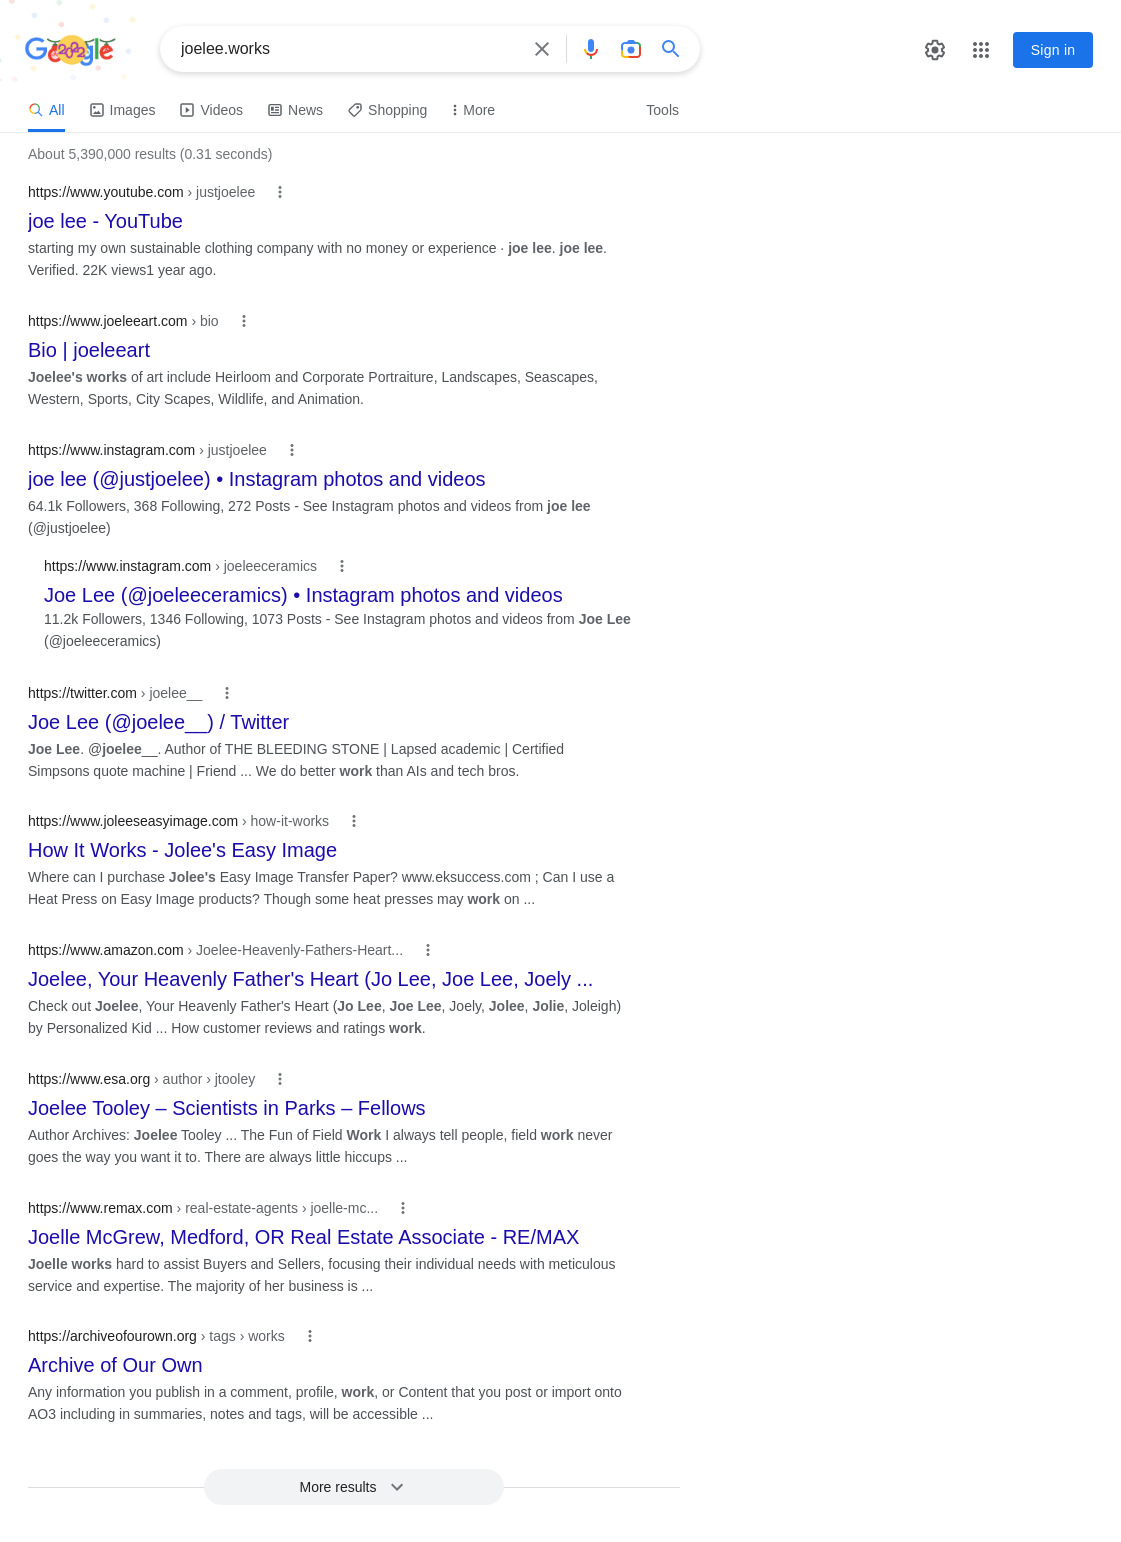 Google
joelee.works
Sign in
All
Images
Videos
News
Shopping
More
Tools
About 5,390,000 results (0.31 seconds)
https://www.youtube.com › justjoelee
joe lee - YouTube
starting my own sustainable clothing company with no money or experience · joe lee. joe lee.
Verified. 22K views1 year ago.
https://www.joeleeart.com › bio
Bio | joeleeart
Joelee's works of art include Heirloom and Corporate Portraiture, Landscapes, Seascapes,
Western, Sports, City Scapes, Wildlife, and Animation.
https://www.instagram.com › justjoelee
joe lee (@justjoelee) • Instagram photos and videos
64.1k Followers, 368 Following, 272 Posts - See Instagram photos and videos from joe lee
(@justjoelee)
https://www.instagram.com › joeleeceramics
Joe Lee (@joeleeceramics) • Instagram photos and videos
11.2k Followers, 1346 Following, 1073 Posts - See Instagram photos and videos from Joe Lee
(@joeleeceramics)
https://twitter.com › joelee__
Joe Lee (@joelee__) / Twitter
Joe Lee. @joelee__. Author of THE BLEEDING STONE | Lapsed academic | Certified
Simpsons quote machine | Friend ... We do better work than AIs and tech bros.
https://www.joleeseasyimage.com › how-it-works
How It Works - Jolee's Easy Image
Where can I purchase Jolee's Easy Image Transfer Paper? www.eksuccess.com ; Can I use a
Heat Press on Easy Image products? Though some heat presses may work on ...
https://www.amazon.com › Joelee-Heavenly-Fathers-Heart...
Joelee, Your Heavenly Father's Heart (Jo Lee, Joe Lee, Joely ...
Check out Joelee, Your Heavenly Father's Heart (Jo Lee, Joe Lee, Joely, Jolee, Jolie, Joleigh)
by Personalized Kid ... How customer reviews and ratings work.
https://www.esa.org › author › jtooley
Joelee Tooley – Scientists in Parks – Fellows
Author Archives: Joelee Tooley ... The Fun of Field Work I always tell people, field work never
goes the way you want it to. There are always little hiccups ...
https://www.remax.com › real-estate-agents › joelle-mc...
Joelle McGrew, Medford, OR Real Estate Associate - RE/MAX
Joelle works hard to assist Buyers and Sellers, focusing their individual needs with meticulous
service and expertise. The majority of her business is ...
https://archiveofourown.org › tags › works
Archive of Our Own
Any information you publish in a comment, profile, work, or Content that you post or import onto
AO3 including in summaries, notes and tags, will be accessible ...
More results